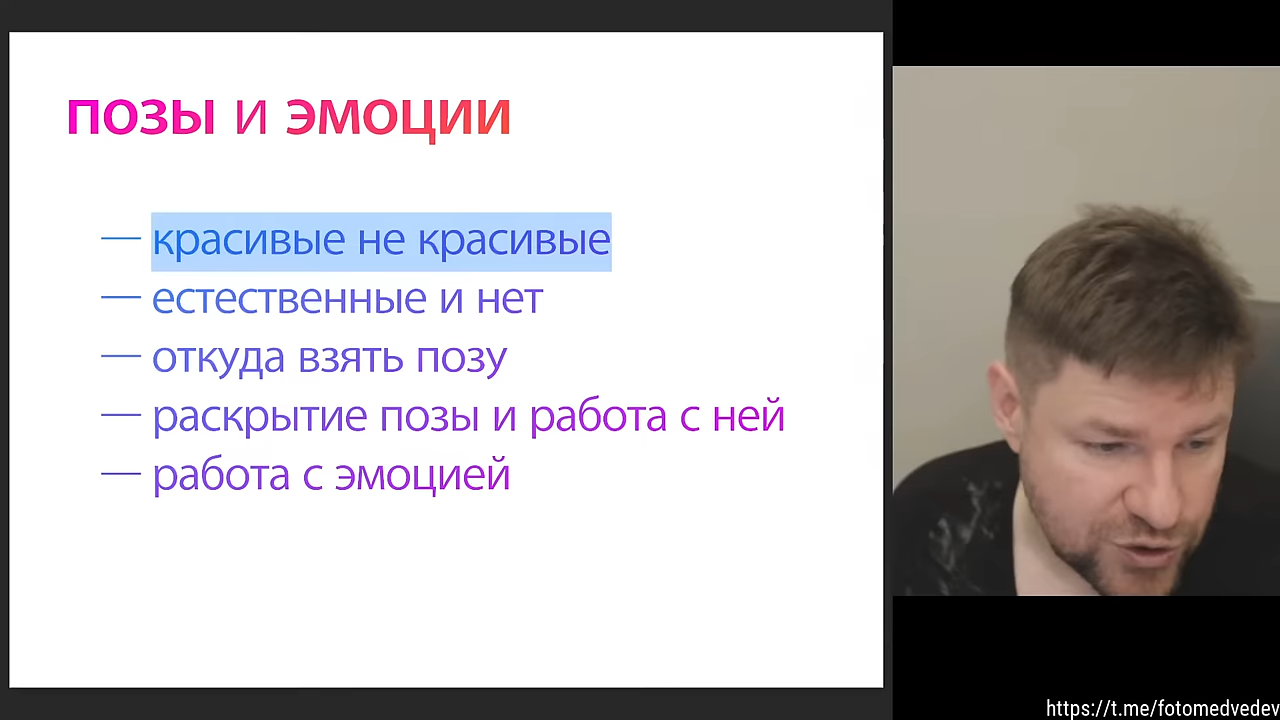 ПОЗЫ И ЭМОЦИИ
— красивые не красивые
— естественные и нет
— откуда взять позу
— раскрытие позы и работа с ней
— работа с эмоцией
https://t.me/fotomedvedev